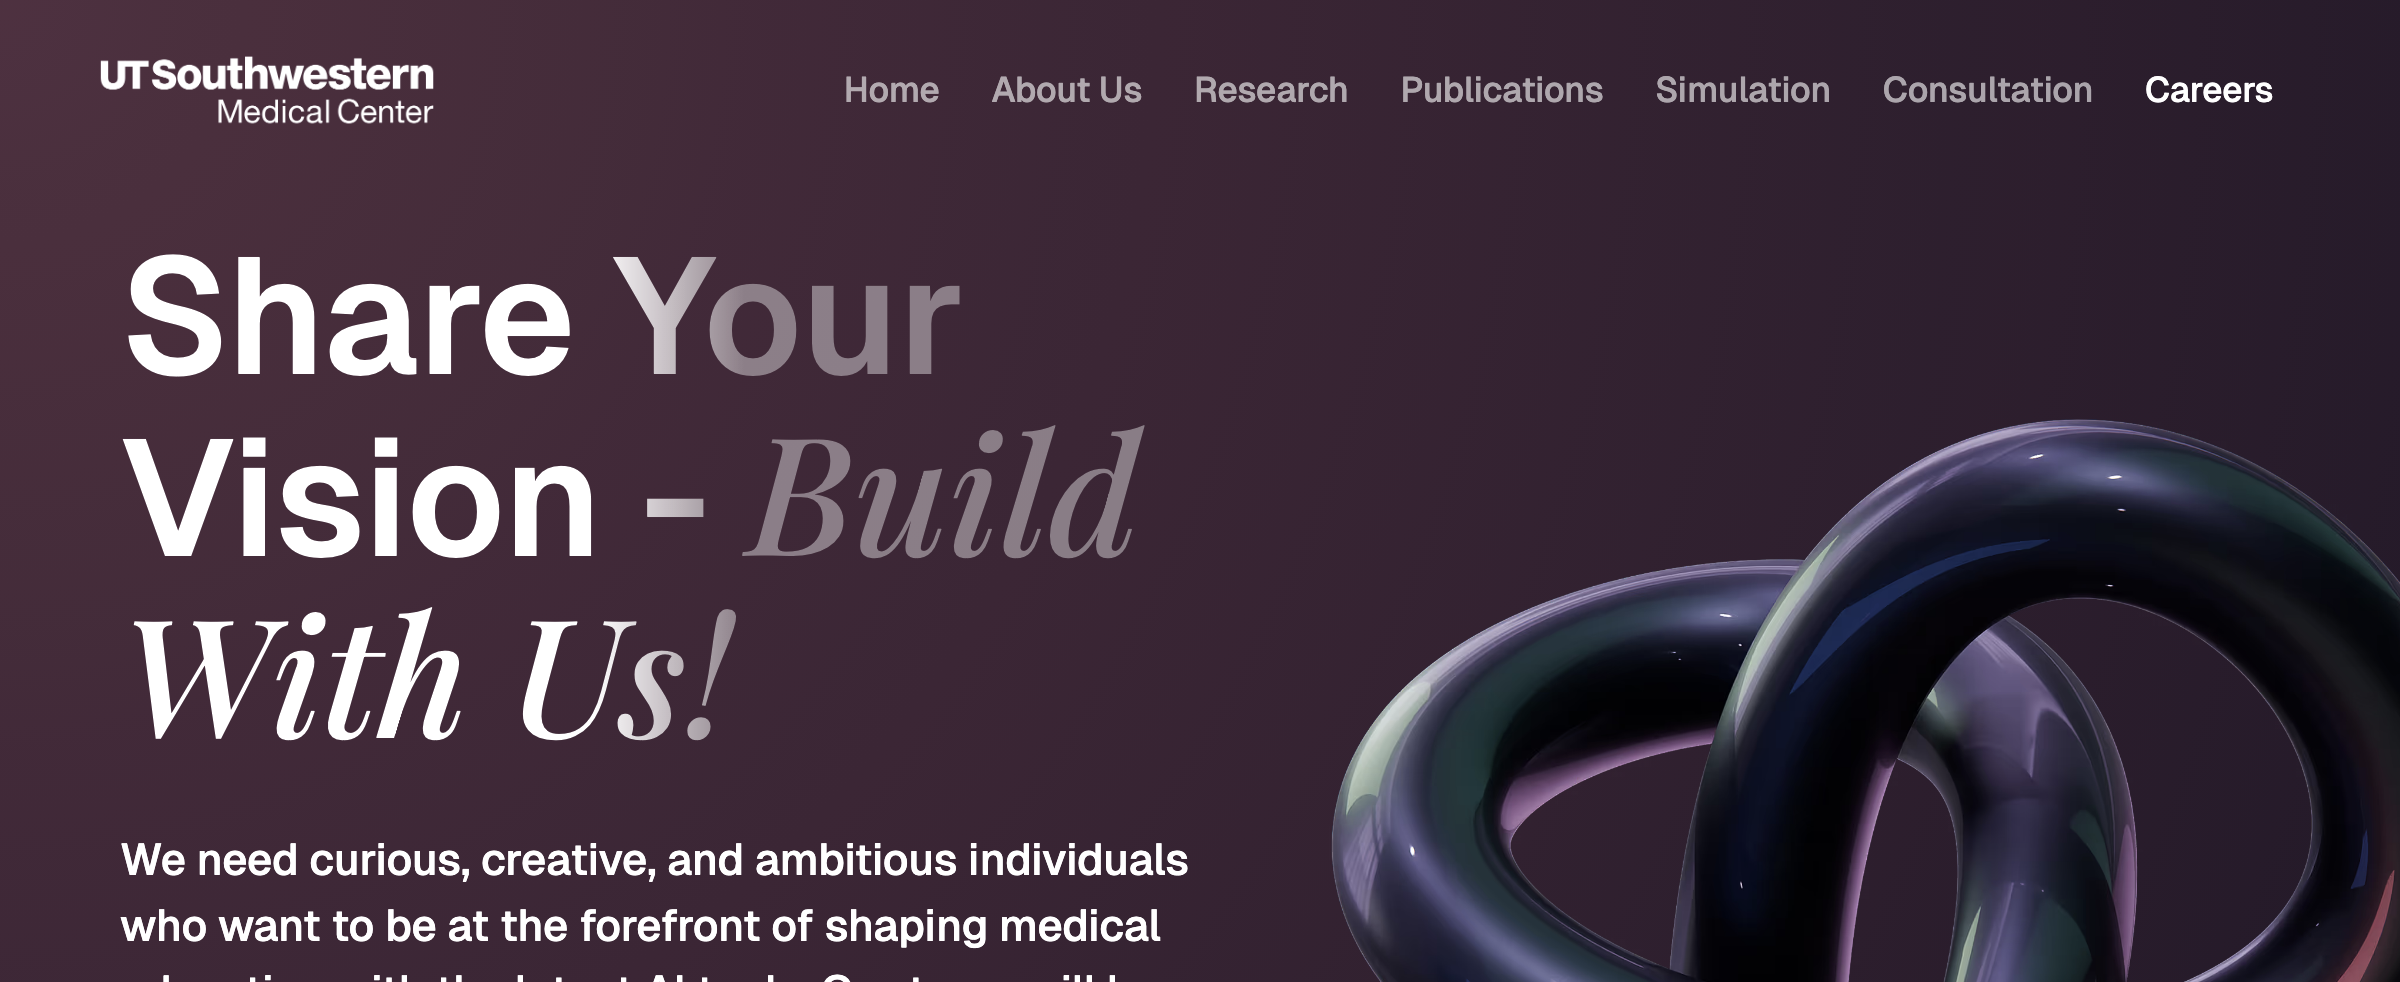 UTSouthwestern
Medical Center
Home About Us Research Publications Simulation Consultation Careers
Share Your
Vision - Build
With Us!
We need curious, creative, and ambitious individuals
who want to be at the forefront of shaping medical